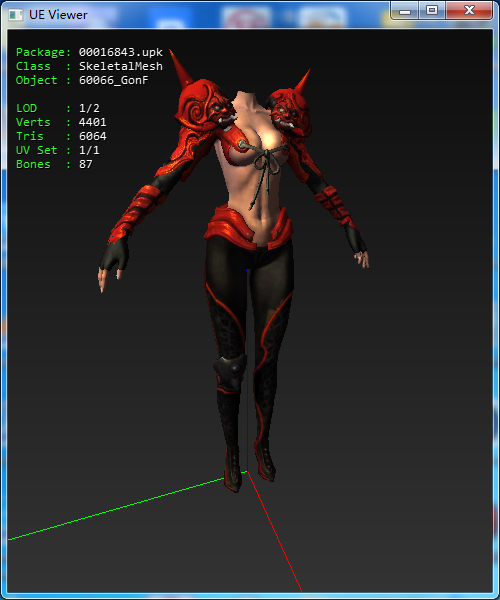 UE Viewer
Package: 00016843.upk
Class : SkeletalMesh
Object : 60066_GonF
LOD : 1/2
Verts : 4401
Tris : 6064
UV Set : 1/1
Bones : 87